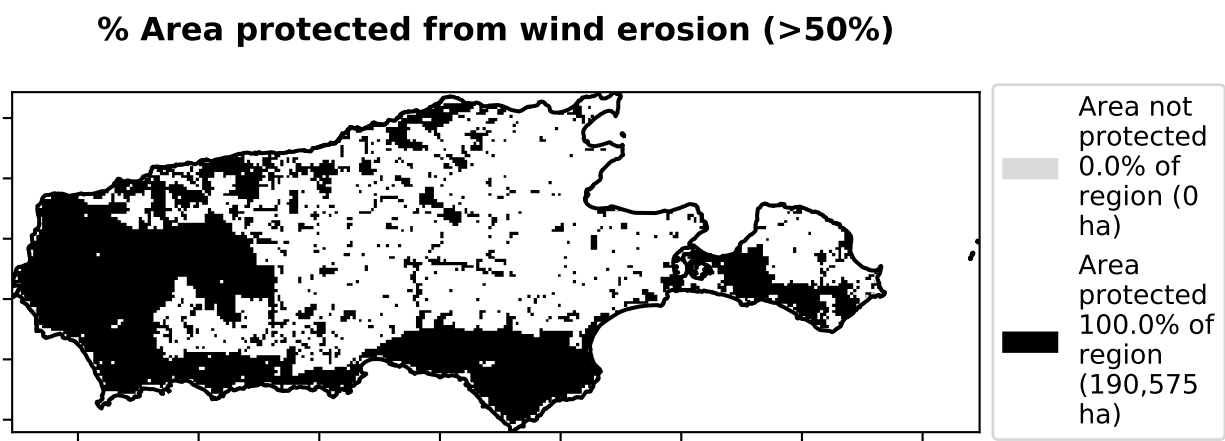 % Area protected from wind erosion (>50%)
Area not
protected
0.0% of
region (0
ha)
Area
protected
100.0% of
region
(190,575
ha)